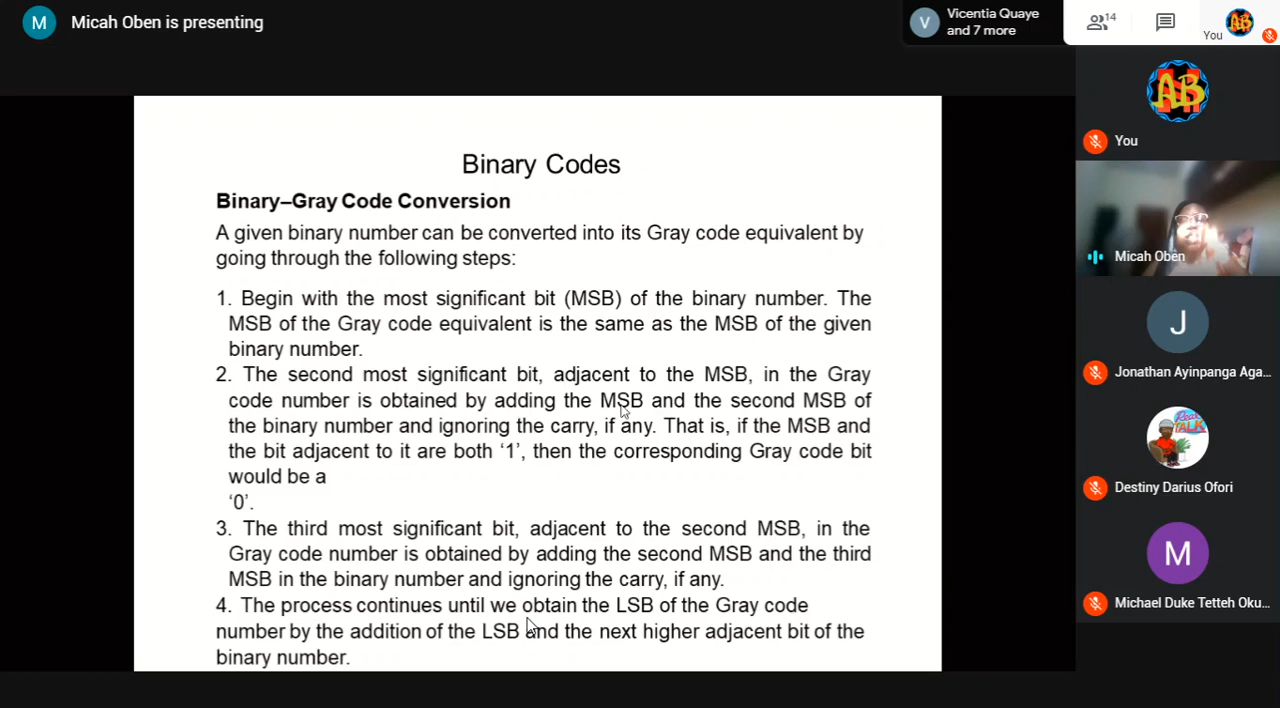 M
Micah Oben is presenting
V
Vicentia Quaye
and 7 more
14
You
Binary Codes
Binary–Gray Code Conversion
A given binary number can be converted into its Gray code equivalent by
going through the following steps:
1. Begin with the most significant bit (MSB) of the binary number. The
MSB of the Gray code equivalent is the same as the MSB of the given
binary number.
2. The second most significant bit, adjacent to the MSB, in the Gray
code number is obtained by adding the MSB and the second MSB of
the binary number and ignoring the carry, if any. That is, if the MSB and
the bit adjacent to it are both ‘1’, then the corresponding Gray code bit
would be a
‘0’.
3. The third most significant bit, adjacent to the second MSB, in the
Gray code number is obtained by adding the second MSB and the third
MSB in the binary number and ignoring the carry, if any.
4. The process continues until we obtain the LSB of the Gray code
number by the addition of the LSB and the next higher adjacent bit of the
binary number.
AB
You
Micah Oben
J
Jonathan Ayinpanga Aga...
Real
TALK
Destiny Darius Ofori
M
Michael Duke Tetteh Oku...